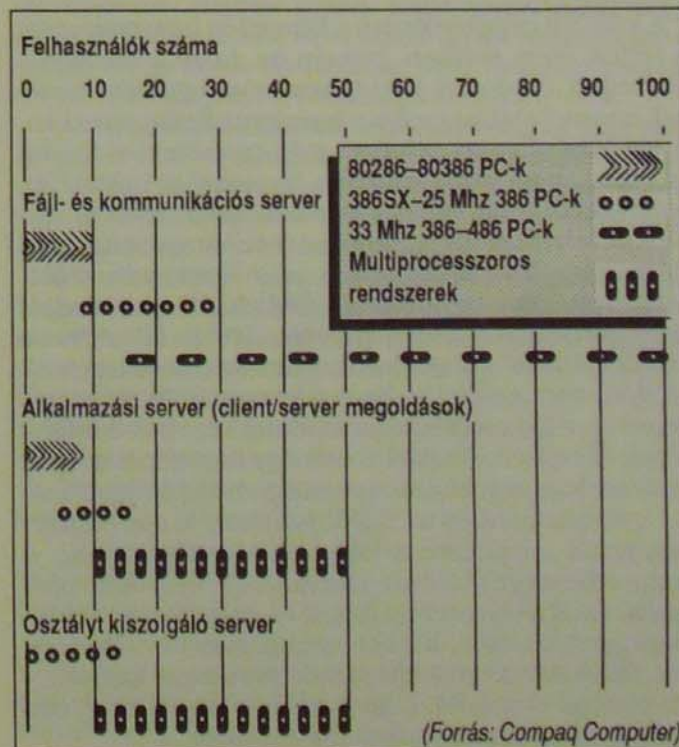 Felhasználók száma
0 10 20 30 40 50 60 70 80 90 100
80286–80386 PC-k
386SX–25 Mhz 386 PC-k
33 Mhz 386–486 PC-k
Multiprocesszoros
rendszerek
Fájl- és kommunikációs server
Alkalmazási server (client/server megoldások)
Osztályt kiszolgáló server
(Forrás: Compaq Computer)